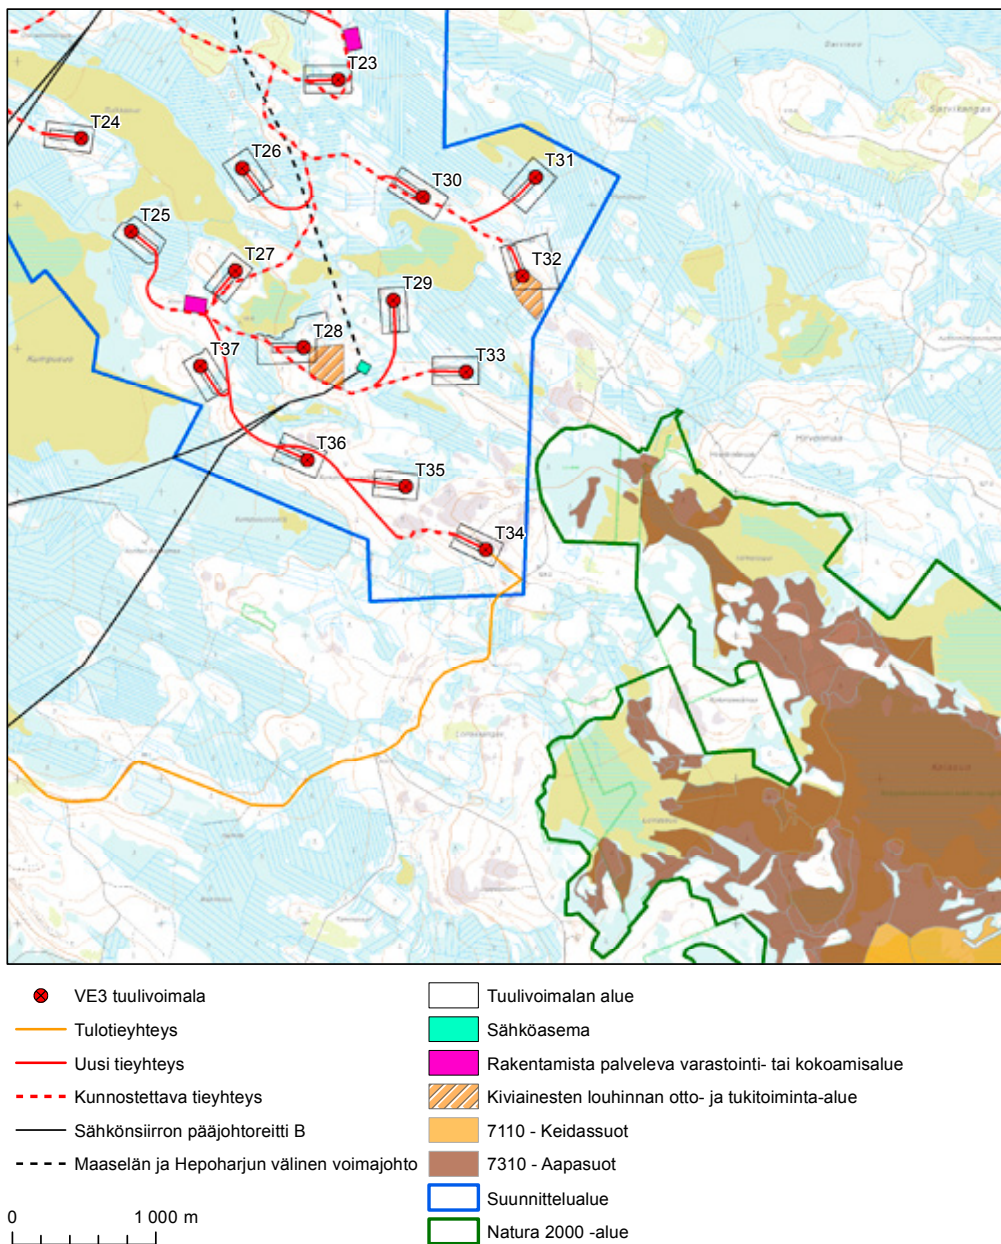 T23
T24
T26
T30
T31
T25
T27
T32
T29
T28
T37
T33
T36
T35
T34
VE3 tuulivoimala
Tulotieyhteys
Uusi tieyhteys
Kunnostettava tieyhteys
Sähkönsiirron pääjohtoreitti B
Maaselän ja Hepoharjun välinen voimajohto
0 1 000 m
Tuulivoimalan alue
Sähköasema
Rakentamista palveleva varastointi- tai kokoamisalue
Kiviainesten louhinnan otto- ja tukitoiminta-alue
7110 - Keidassuot
7310 - Aapasuot
Suunnittelualue
Natura 2000 -alue